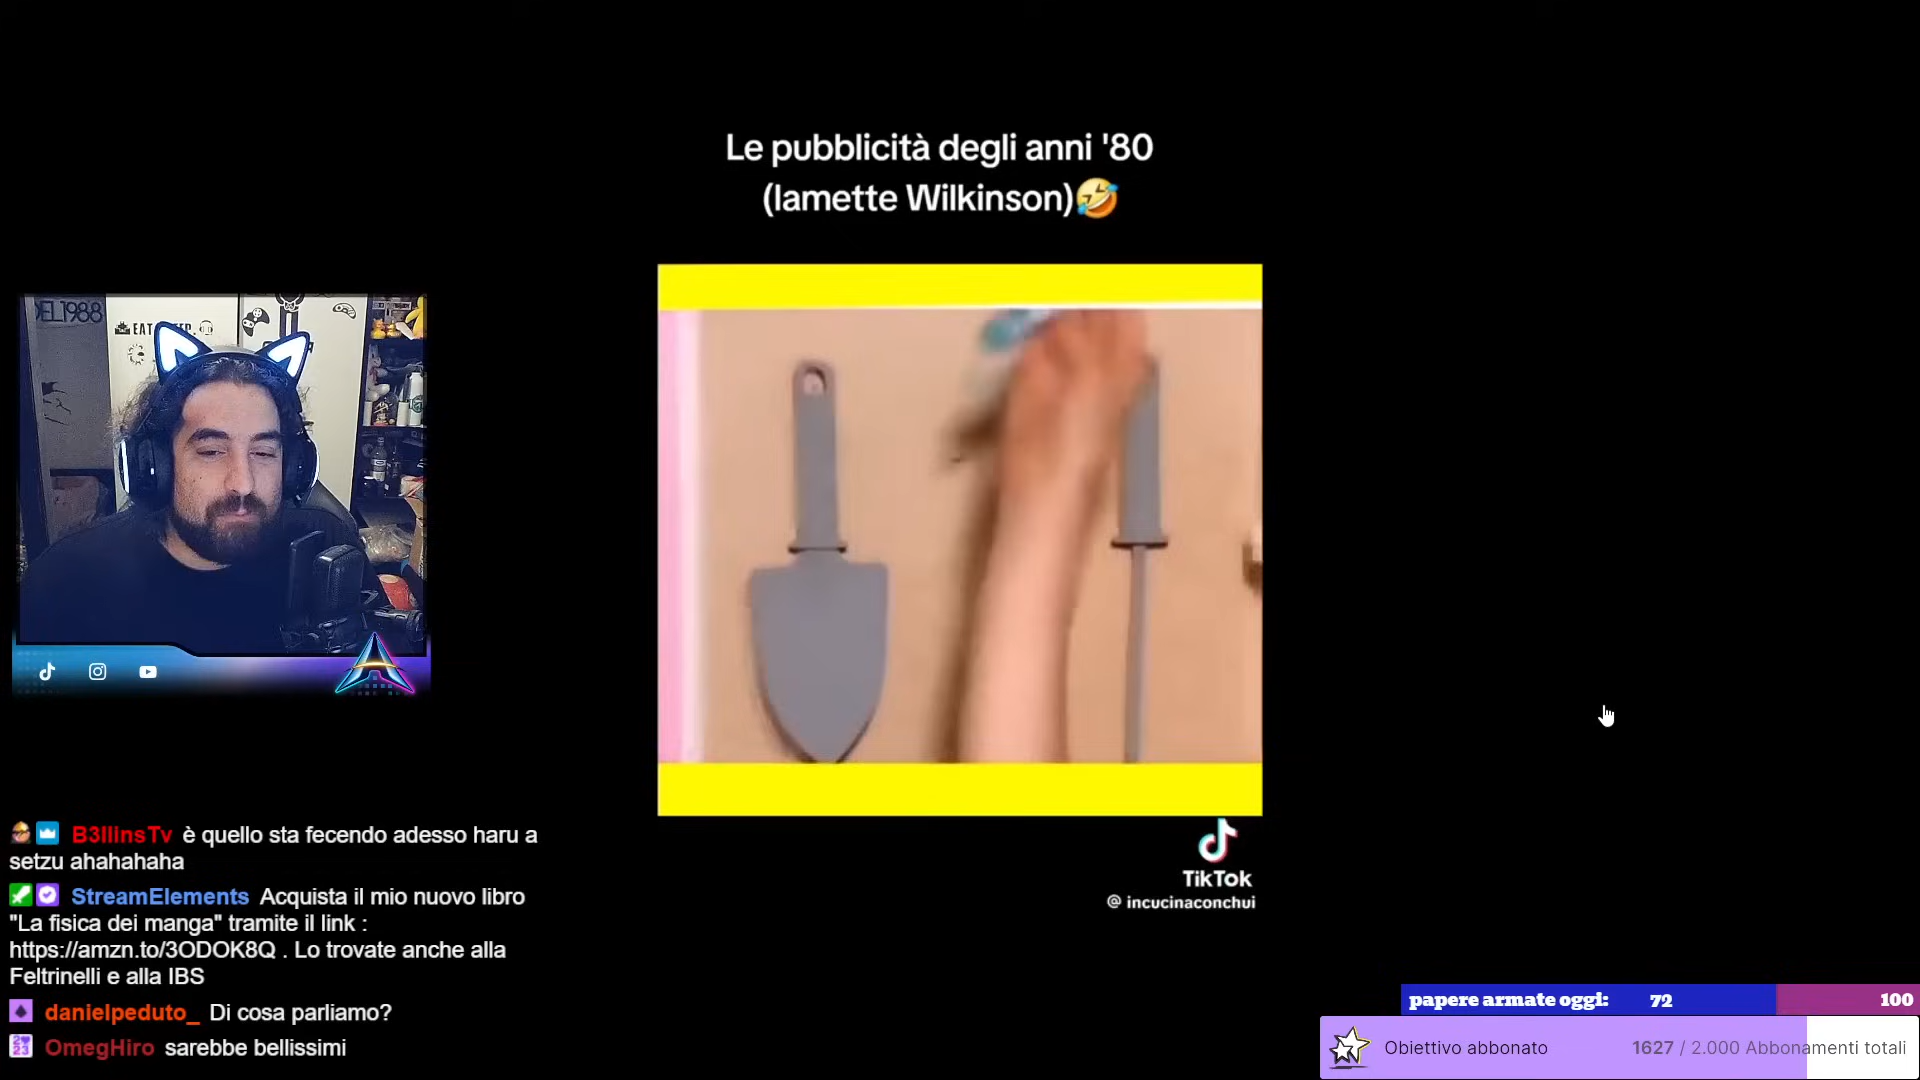 Le pubblicità degli anni '80
(lamette Wilkinson)🤣
DEL1988
EAT
TikTok
@ incucinaconchui
B3lllnsTv è quello sta fecendo adesso haru a
setzu ahahahaha
StreamElements Acquista il mio nuovo libro
"La fisica dei manga" tramite il link :
https://amzn.to/3ODOK8Q . Lo trovate anche alla
Feltrinelli e alla IBS
danielpeduto_ Di cosa parliamo?
OmegHiro sarebbe bellissimi
papere armate oggi: 72 100
Obiettivo abbonato 1627 / 2.000 Abbonamenti totali